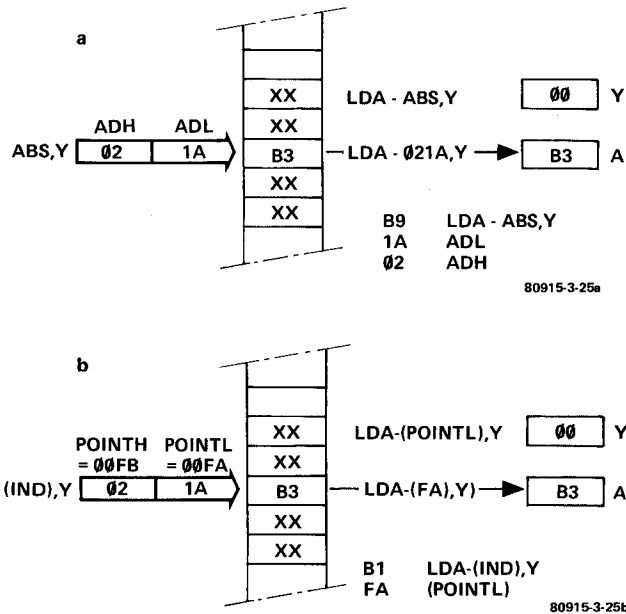 a
XX
LDA - ABS,Y
ØØ Y
ADH ADL
XX
ABS,Y Ø2 1A
B3
LDA - Ø21A,Y
B3 A
XX
XX
B9 LDA - ABS,Y
1A ADL
Ø2 ADH
80915-3-25a
b
XX
LDA-(POINTL),Y
ØØ Y
POINTH POINTL
= ØØFB = ØØFA
XX
(IND),Y Ø2 1A
B3
LDA-(FA),Y)
B3 A
XX
XX
B1 LDA-(IND),Y
FA (POINTL)
80915-3-25b